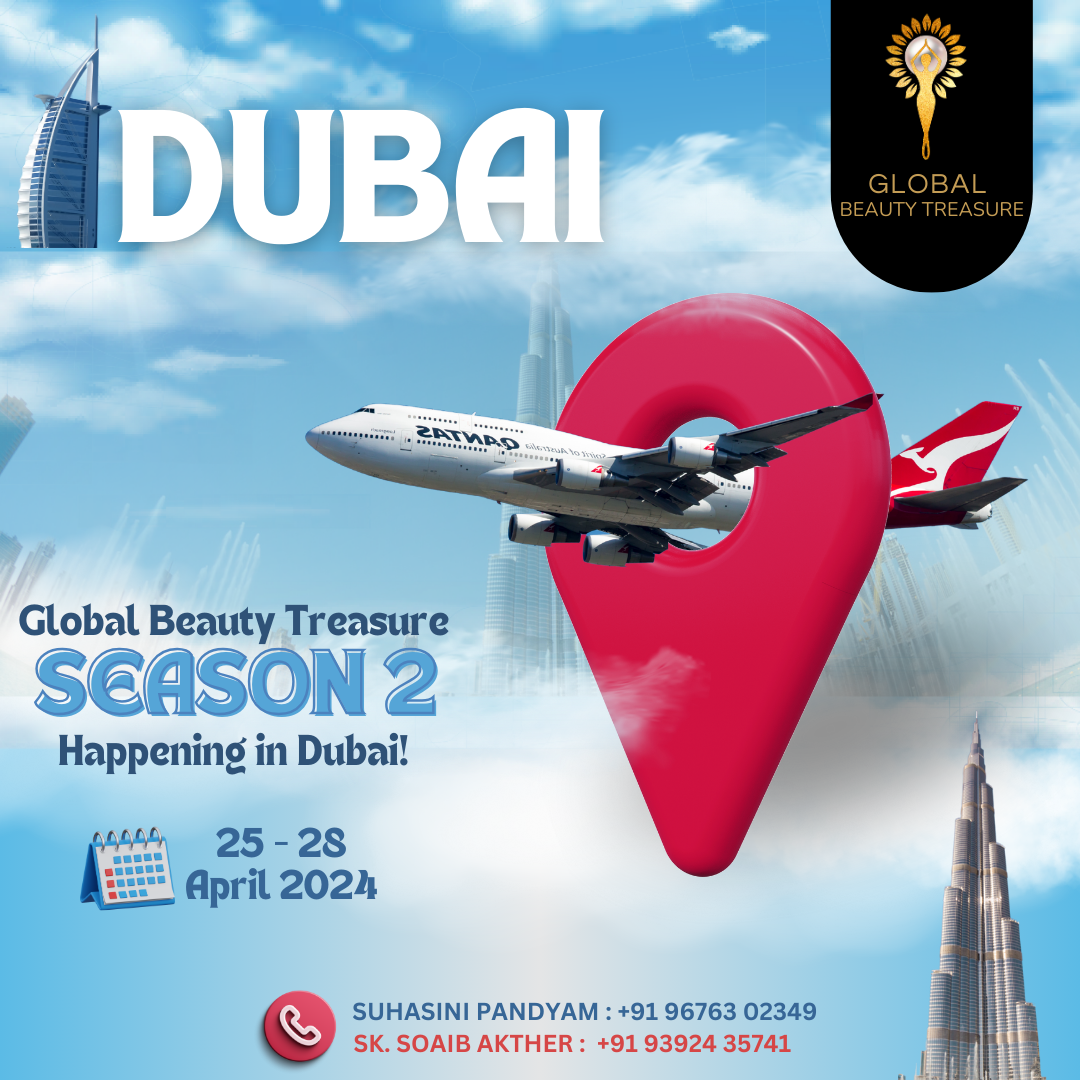 DUBAI
GLOBAL
BEAUTY TREASURE
QANTAS
Spirit of Australia
Global Beauty Treasure
SEASON 2
Happening in Dubai!
25 - 28
April 2024
SUHASINI PANDYAM : +91 96763 02349
SK. SOAIB AKTHER : +91 93924 35741